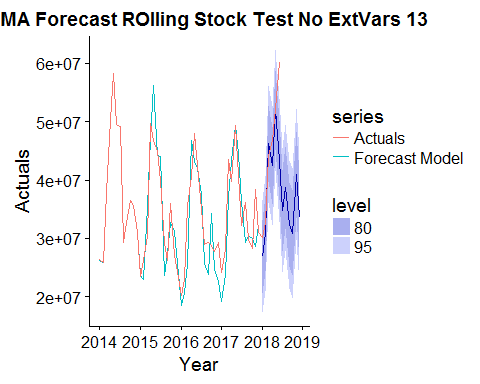 MA Forecast ROlling Stock Test No ExtVars 13
6e+07
5e+07
4e+07
3e+07
2e+07
Actuals
2014 2015 2016 2017 2018 2019
Year
series
Actuals
Forecast Model
level
80
95